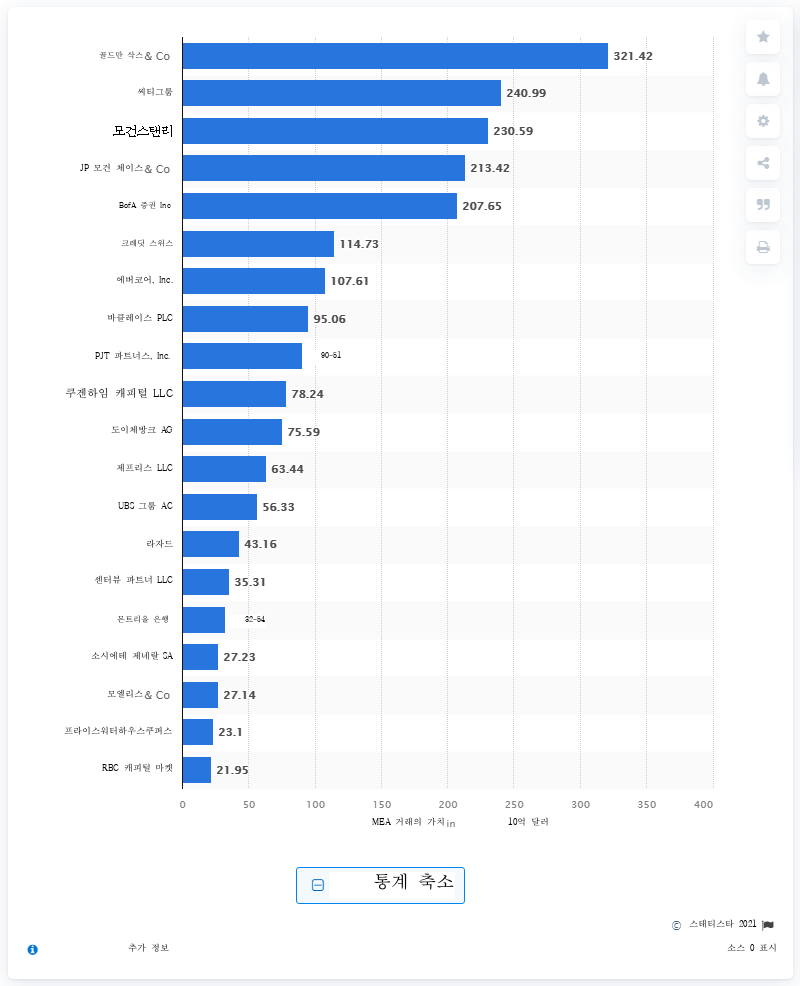 골드만 삭스& Co 321.42
씨티그룹 240.99
모건스탠리 230.59
JP 모건 체이스& Co 213.42
BofA 증권 Inc 207.65
크레딧 스위스 114.73
에버코어, Inc. 107.61
바클레이스 PLC 95.06
PJT 파트너스, Inc. 90-51
쿠겐하임 캐피털 LLC 78.24
도이체방크 AG 75.59
제프리스 LLC 63.44
UBS 그룹 AC 56.33
라자드 43.16
센터뷰 파트너 LLC 35.31
몬트리올 은행 32-54
소시에테 제네랄 SA 27.23
모엘리스& Co 27.14
프라이스워터하우스쿠퍼스 23.1
RBC 캐피털 마켓 21.95
0 50 100 150 200 250 300 350 400
MEA 거래의 가치in 10억 달러
통계 축소
© 스태티스타 2021
추가 정보 소스 0 표시